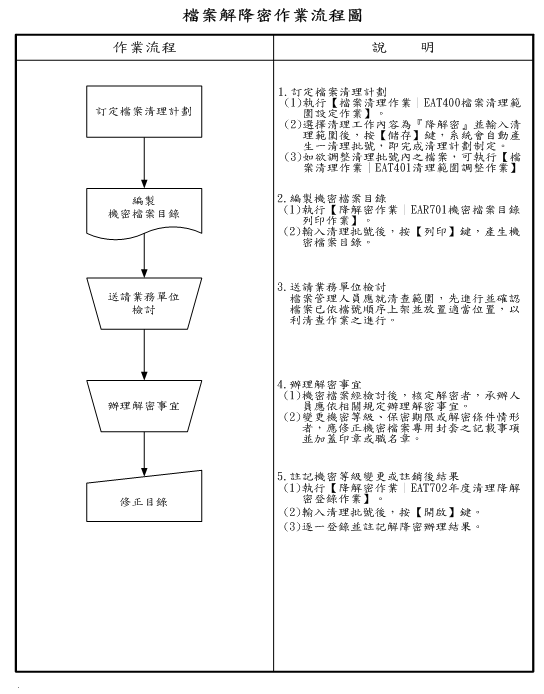 檔案解降密作業流程圖
作業流程
說　明
訂定檔案清理計劃
編製
機密檔案目錄
送請業務單位
檢討
辦理解密事宜
修正目錄
1.訂定檔案清理計劃
(1)執行【檔案清理作業｜EAT400檔案清理範
圍設定作業】。
(2)選擇清理工作內容為『降解密』並輸入清
理範圍後，按【儲存】鍵，系統會自動產
生一清理批號，即完成清理計劃制定。
(3)如欲調整清理批號內之檔案，可執行【檔
案清理作業｜EAT401清理範圍調整作業】
2.編製機密檔案目錄
(1)執行【降解密作業｜EAR701機密檔案目錄
列印作業】。
(2)輸入清理批號後，按【列印】鍵，產生機
密檔案目錄。
3.送請業務單位檢討
檔案管理人員應就清查範圍，先進行並確認
檔案已依檔號順序上架並放置適當位置，以
利清查作業之進行。
4.辦理解密事宜
(1)機密檔案經檢討後，核定解密者，承辦人
員應依相關規定辦理解密事宜。
(2)變更機密等級、保密期限或解密條件情形
者，應修正機密檔案專用封套之記載事項
並加蓋印章或職名章。
5.註記機密等級變更或註銷後結果
(1)執行【降解密作業｜EAT702年度清理降解
密登錄作業】。
(2)輸入清理批號後，按【開啟】鍵。
(3)逐一登錄並註記解降密辦理結果。